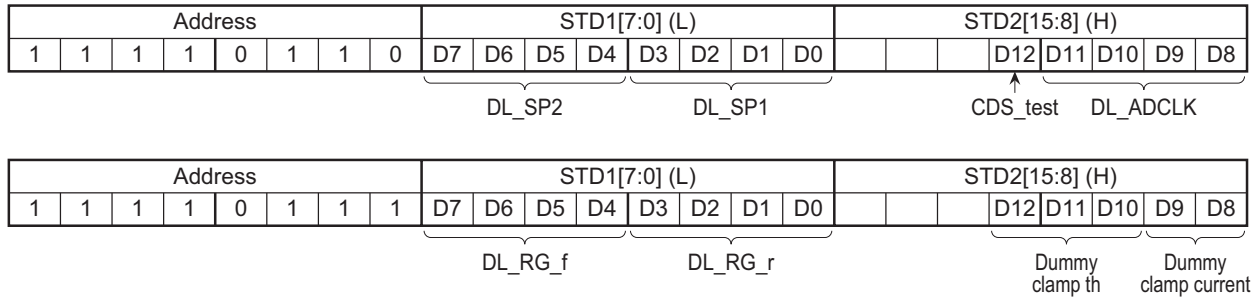 Address STD1[7:0] (L) STD2[15:8] (H)
1 1 1 1 0 1 1 0 D7 D6 D5 D4 D3 D2 D1 D0 D12 D11 D10 D9 D8
DL_SP2 DL_SP1 CDS_test DL_ADCLK
Address STD1[7:0] (L) STD2[15:8] (H)
1 1 1 1 0 1 1 1 D7 D6 D5 D4 D3 D2 D1 D0 D12 D11 D10 D9 D8
DL_RG_f DL_RG_r Dummy Dummy
clamp th clamp current